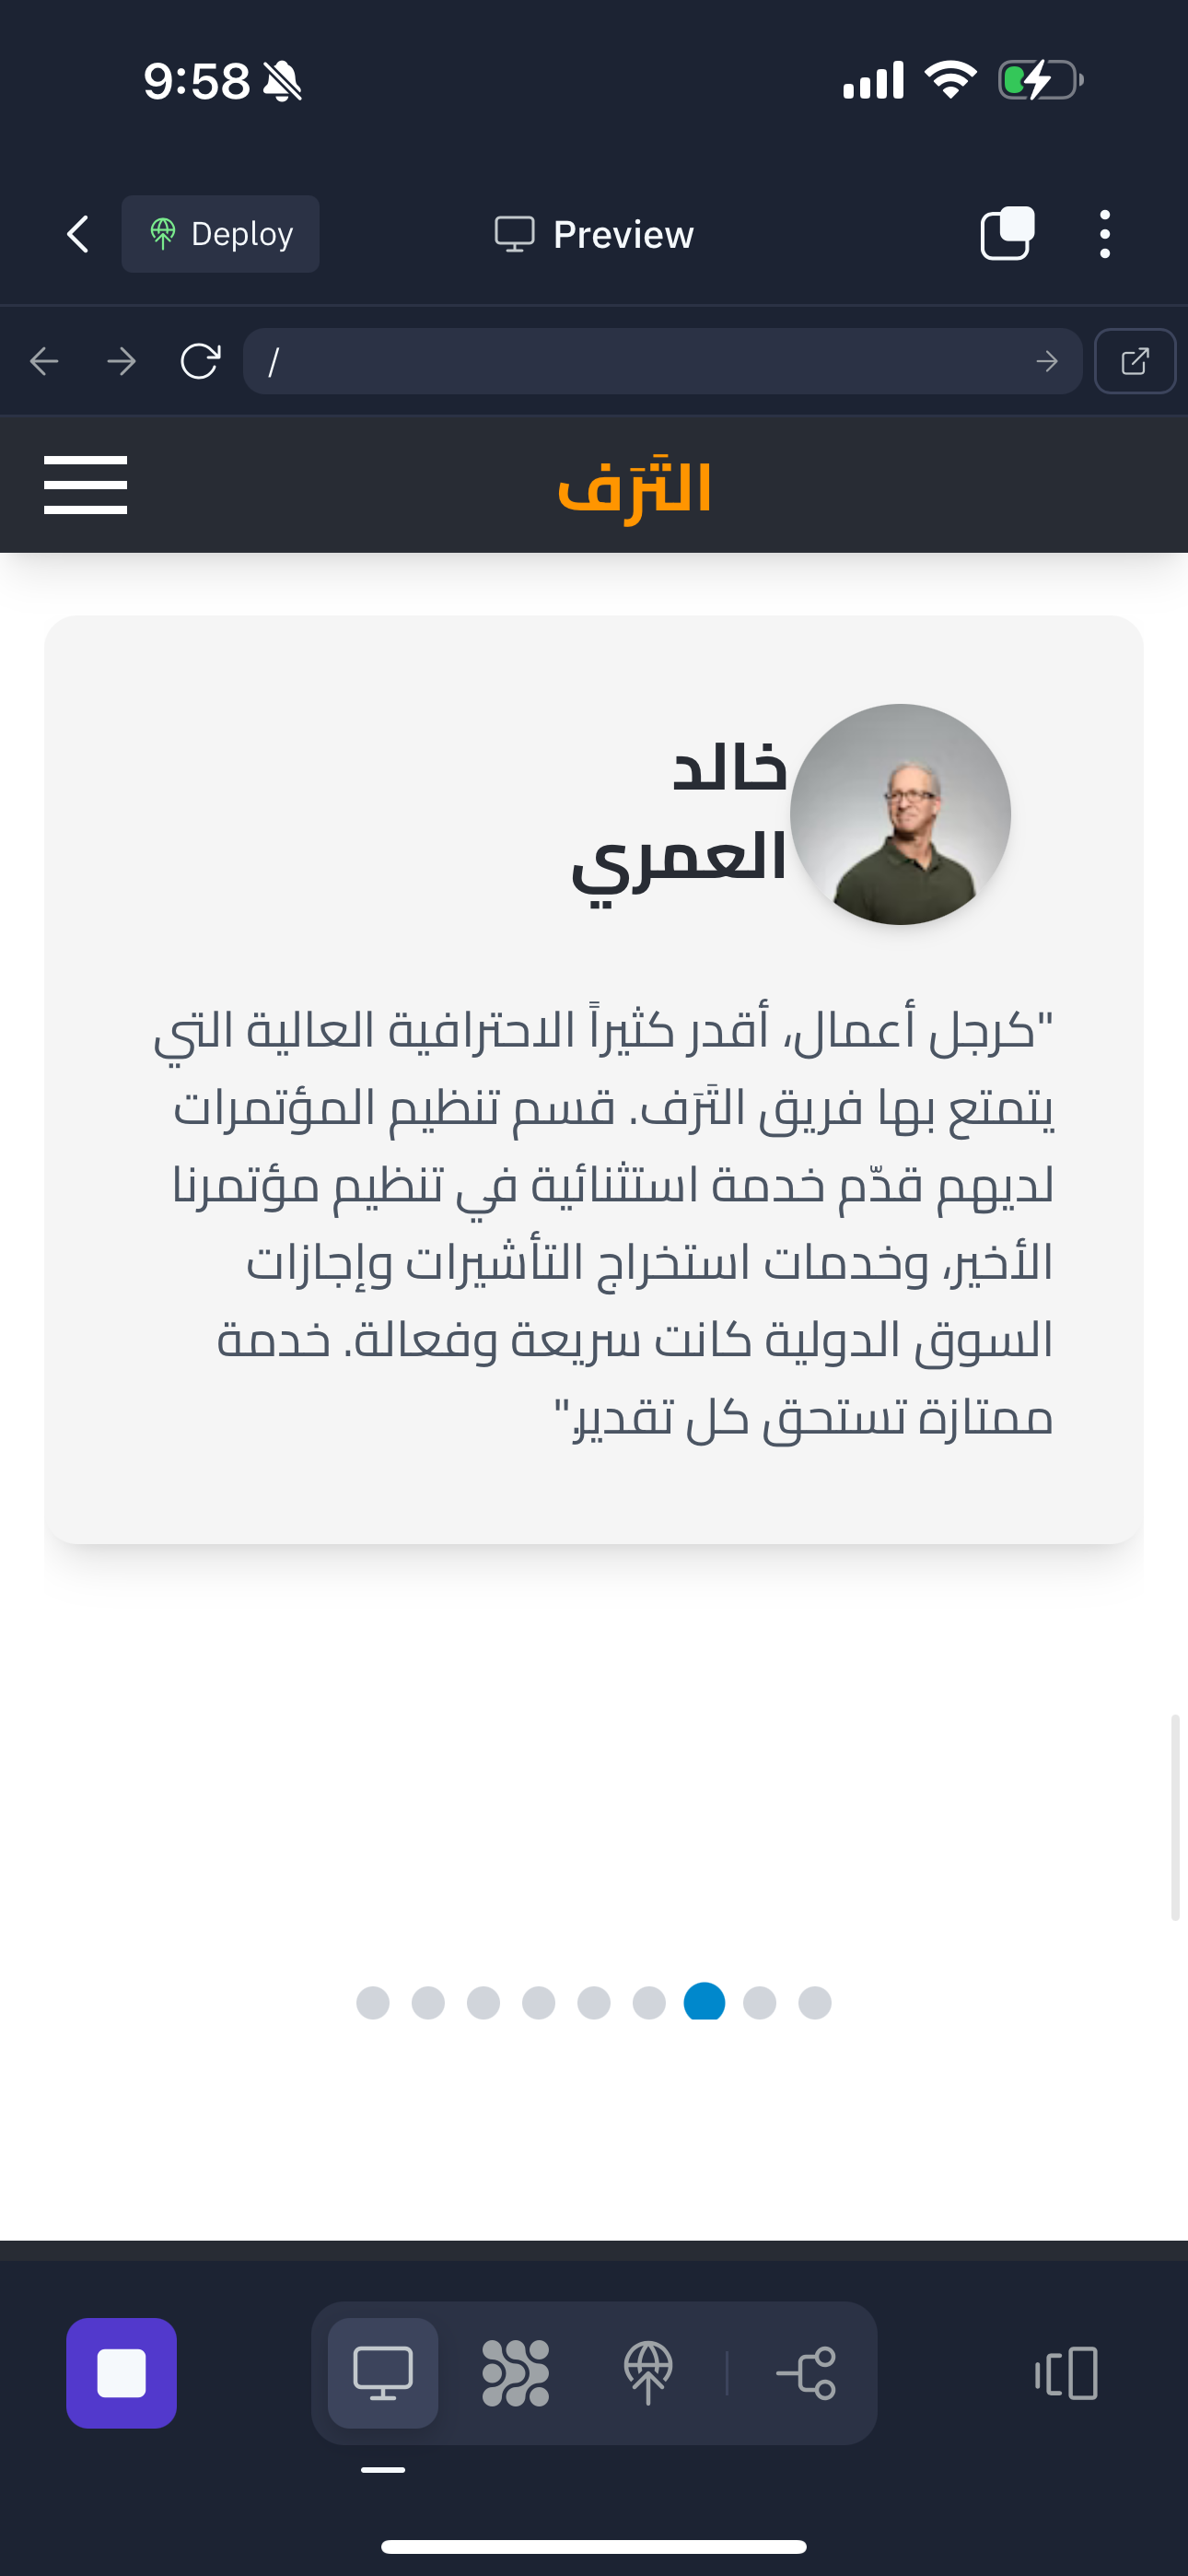 9:58
Deploy
Preview
/
التَّرَف
خالد
العمري
"كرجل أعمال، أقدر كثيراً الاحترافية العالية التي
يتمتع بها فريق التَّرَف. قسم تنظيم المؤتمرات
لديهم قدّم خدمة استثنائية في تنظيم مؤتمرنا
الأخير، وخدمات استخراج التأشيرات وإجازات
السوق الدولية كانت سريعة وفعالة. خدمة
ممتازة تستحق كل تقدير."